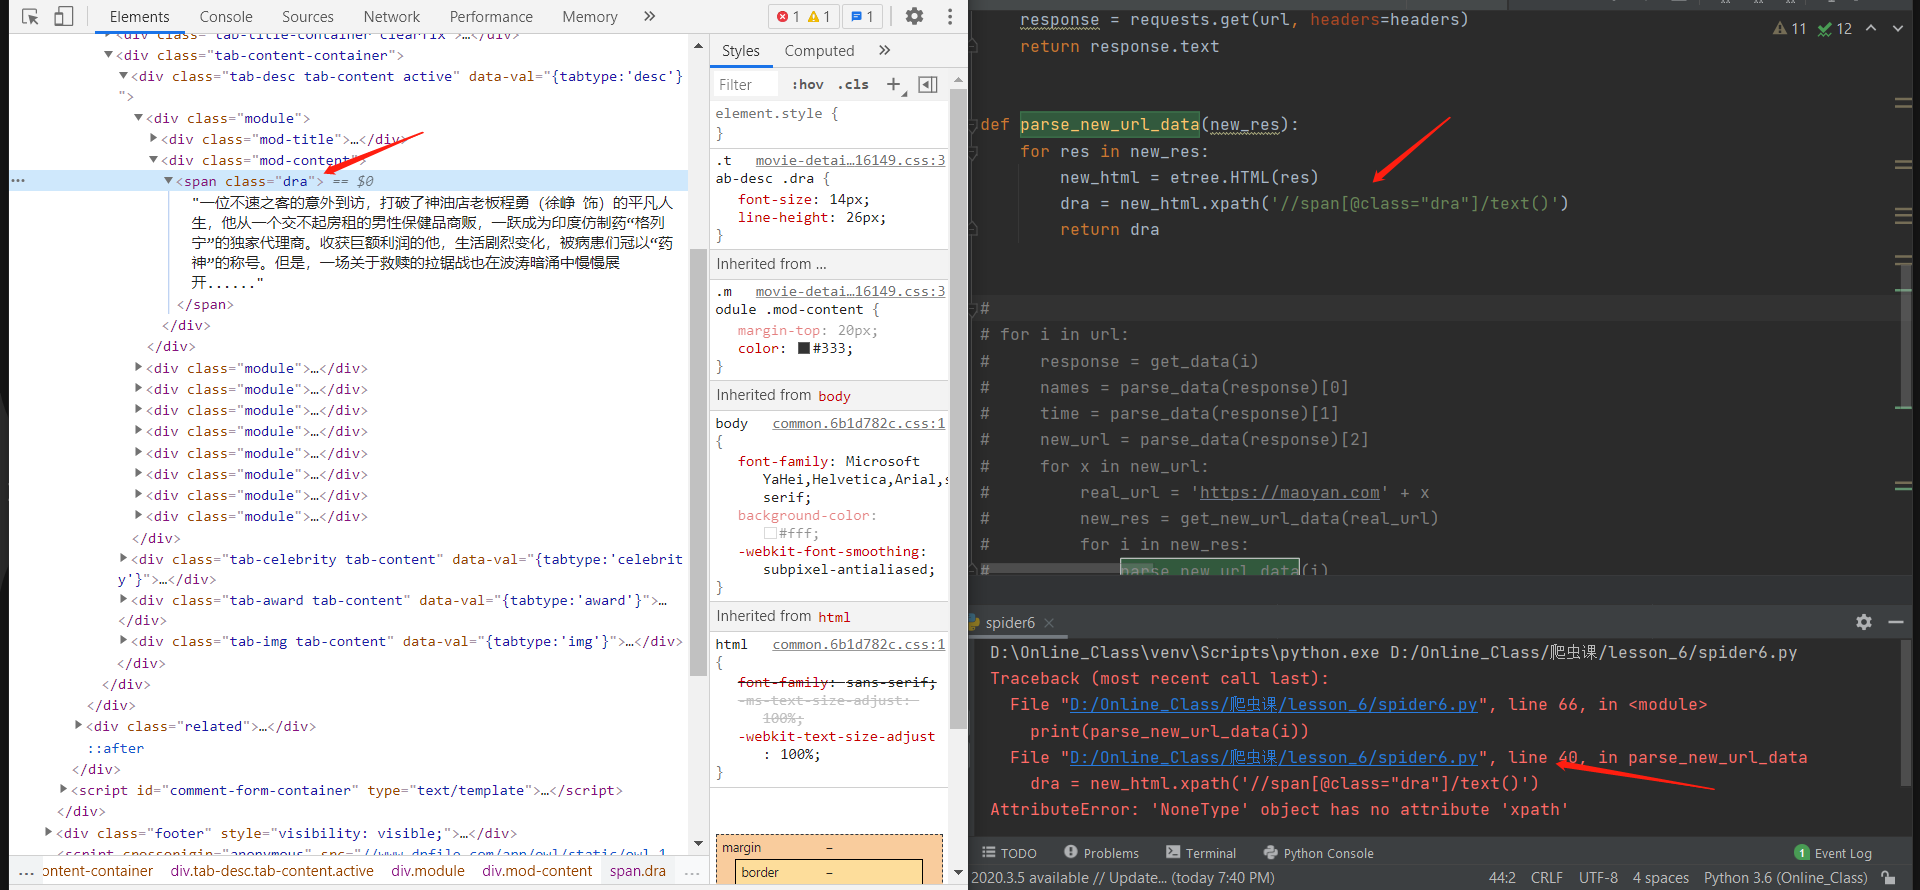 Elements Console Sources Network Performance Memory » 1 1 1
<div class="tab-title-container clearfix">…</div>
<div class="tab-content-container">
<div class="tab-desc tab-content active" data-val="{tabtype:'desc'}
">
<div class="module">
<div class="mod-title">…</div>
<div class="mod-content">
<span class="dra"> == $0
"一位不速之客的意外到访，打破了神油店老板程勇（徐峥 饰）的平凡人
生，他从一个交不起房租的男性保健品商贩，一跃成为印度仿制药“格列
宁”的独家代理商。收获巨额利润的他，生活剧烈变化，被病患们冠以“药
神”的称号。但是，一场关于救赎的拉锯战也在波涛暗涌中慢慢展
开......"
</span>
</div>
</div>
<div class="module">…</div>
<div class="module">…</div>
<div class="module">…</div>
<div class="module">…</div>
<div class="module">…</div>
<div class="module">…</div>
<div class="module">…</div>
<div class="module">…</div>
</div>
<div class="tab-celebrity tab-content" data-val="{tabtype:'celebrit
y'}">…</div>
<div class="tab-award tab-content" data-val="{tabtype:'award'}">…
</div>
<div class="tab-img tab-content" data-val="{tabtype:'img'}">…</div>
</div>
</div>
</div>
<div class="related">…</div>
::after
</div>
<script id="comment-form-container" type="text/template">…</script>
</div>
<div class="footer" style="visibility: visible;">…</div>
… ontent-container div.tab-desc.tab-content.active div.module div.mod-content span.dra …
Styles Computed »
Filter :hov .cls +
element.style {
}
.t movie-detai…16149.css:3
ab-desc .dra {
font-size: 14px;
line-height: 26px;
}
Inherited from ...
.m movie-detai…16149.css:3
odule .mod-content {
margin-top: 20px;
color: #333;
}
Inherited from body
body common.6b1d782c.css:1
{
font-family: Microsoft
YaHei,Helvetica,Arial,s
serif;
background-color:
#fff;
-webkit-font-smoothing:
subpixel-antialiased;
}
Inherited from html
html common.6b1d782c.css:1
{
font-family: sans-serif;
-ms-text-size-adjust:
100%;
-webkit-text-size-adjust
: 100%;
}
margin –
border –
response = requests.get(url, headers=headers)
return response.text
11 12
def parse_new_url_data(new_res):
for res in new_res:
new_html = etree.HTML(res)
dra = new_html.xpath('//span[@class="dra"]/text()')
return dra
#
# for i in url:
# response = get_data(i)
# names = parse_data(response)[0]
# time = parse_data(response)[1]
# new_url = parse_data(response)[2]
# for x in new_url:
# real_url = 'https://maoyan.com' + x
# new_res = get_new_url_data(real_url)
# for i in new_res:
# parse_new_url_data(i)
spider6
D:\Online_Class\venv\Scripts\python.exe D:/Online_Class/爬虫课/lesson_6/spider6.py
Traceback (most recent call last):
File "D:/Online_Class/爬虫课/lesson_6/spider6.py", line 66, in <module>
print(parse_new_url_data(i))
File "D:/Online_Class/爬虫课/lesson_6/spider6.py", line 40, in parse_new_url_data
dra = new_html.xpath('//span[@class="dra"]/text()')
AttributeError: 'NoneType' object has no attribute 'xpath'
TODO Problems Terminal Python Console 1 Event Log
2020.3.5 available // Update... (today 7:40 PM) 44:2 CRLF UTF-8 4 spaces Python 3.6 (Online_Class)